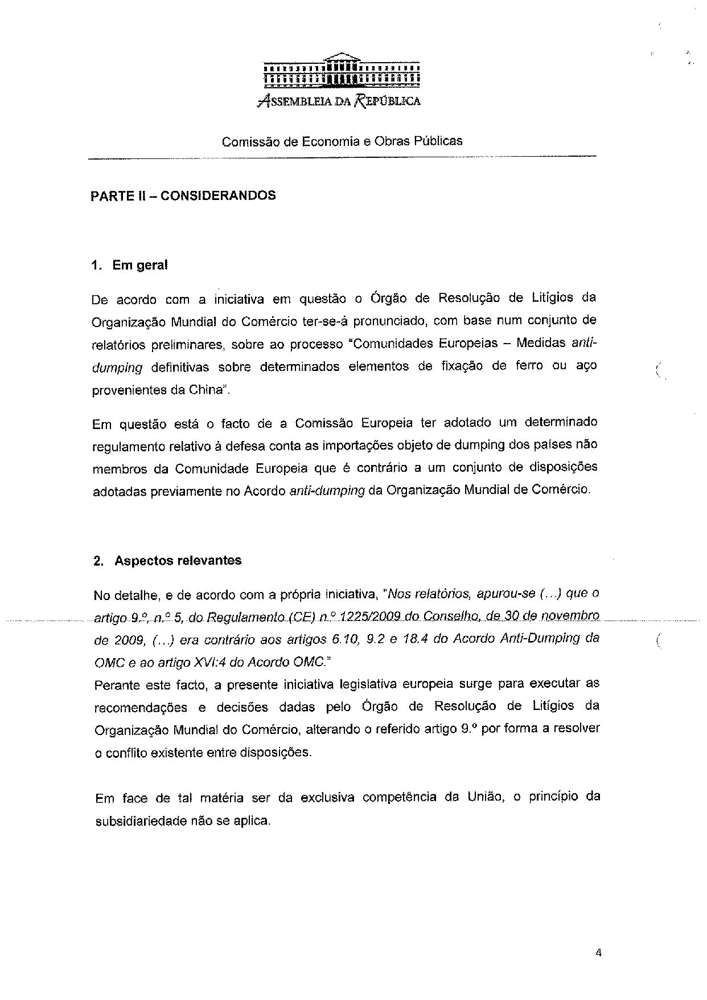 ASSEMBLEIA DA REPÚBLICA
Comissão de Economia e Obras Públicas
PARTE II – CONSIDERANDOS
1. Em geral
De acordo com a iniciativa em questão o Órgão de Resolução de Litígios da
Organização Mundial do Comércio ter-se-á pronunciado, com base num conjunto de
relatórios preliminares, sobre ao processo “Comunidades Europeias – Medidas anti-
dumping definitivas sobre determinados elementos de fixação de ferro ou aço
provenientes da China”.
Em questão está o facto de a Comissão Europeia ter adotado um determinado
regulamento relativo à defesa conta as importações objeto de dumping dos países não
membros da Comunidade Europeia que é contrário a um conjunto de disposições
adotadas previamente no Acordo anti-dumping da Organização Mundial de Comércio.
2. Aspectos relevantes
No detalhe, e de acordo com a própria iniciativa, “Nos relatórios, apurou-se (...) que o
artigo 9.º, n.º 5, do Regulamento (CE) n.º 1225/2009 do Conselho, de 30 de novembro
de 2009, (...) era contrário aos artigos 6.10, 9.2 e 18.4 do Acordo Anti-Dumping da
OMC e ao artigo XVI:4 do Acordo OMC.”
Perante este facto, a presente iniciativa legislativa europeia surge para executar as
recomendações e decisões dadas pelo Órgão de Resolução de Litígios da
Organização Mundial do Comércio, alterando o referido artigo 9.º por forma a resolver
o conflito existente entre disposições.
Em face de tal matéria ser da exclusiva competência da União, o princípio da
subsidiariedade não se aplica.
4